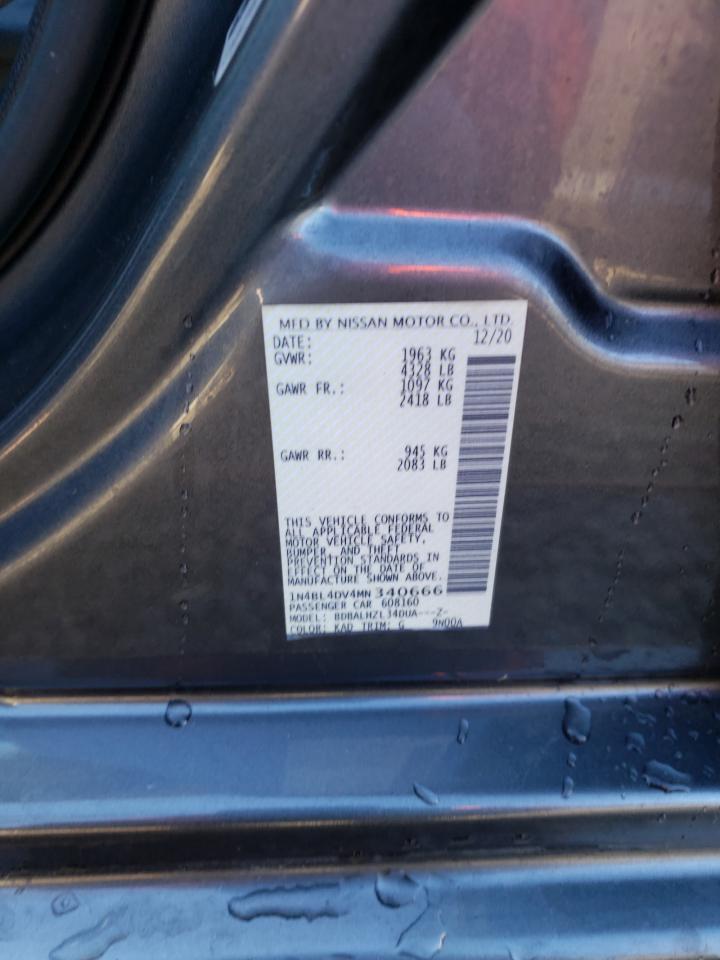 MFD BY NISSAN MOTOR CO., LTD.
DATE: 12/20
GVWR: 1963 KG
4328 LB
GAWR FR.: 1097 KG
2418 LB
GAWR RR.: 945 KG
2083 LB
THIS VEHICLE CONFORMS TO
ALL APPLICABLE FEDERAL
MOTOR VEHICLE SAFETY,
BUMPER, AND THEFT
PREVENTION STANDARDS IN
EFFECT ON THE DATE OF
MANUFACTURE SHOWN ABOVE.
1N4BL4DV4MN340666
PASSENGER CAR 608160
MODEL: BDBALHZL34DUA---Z-
COLOR: KAD TRIM: G 9N00A